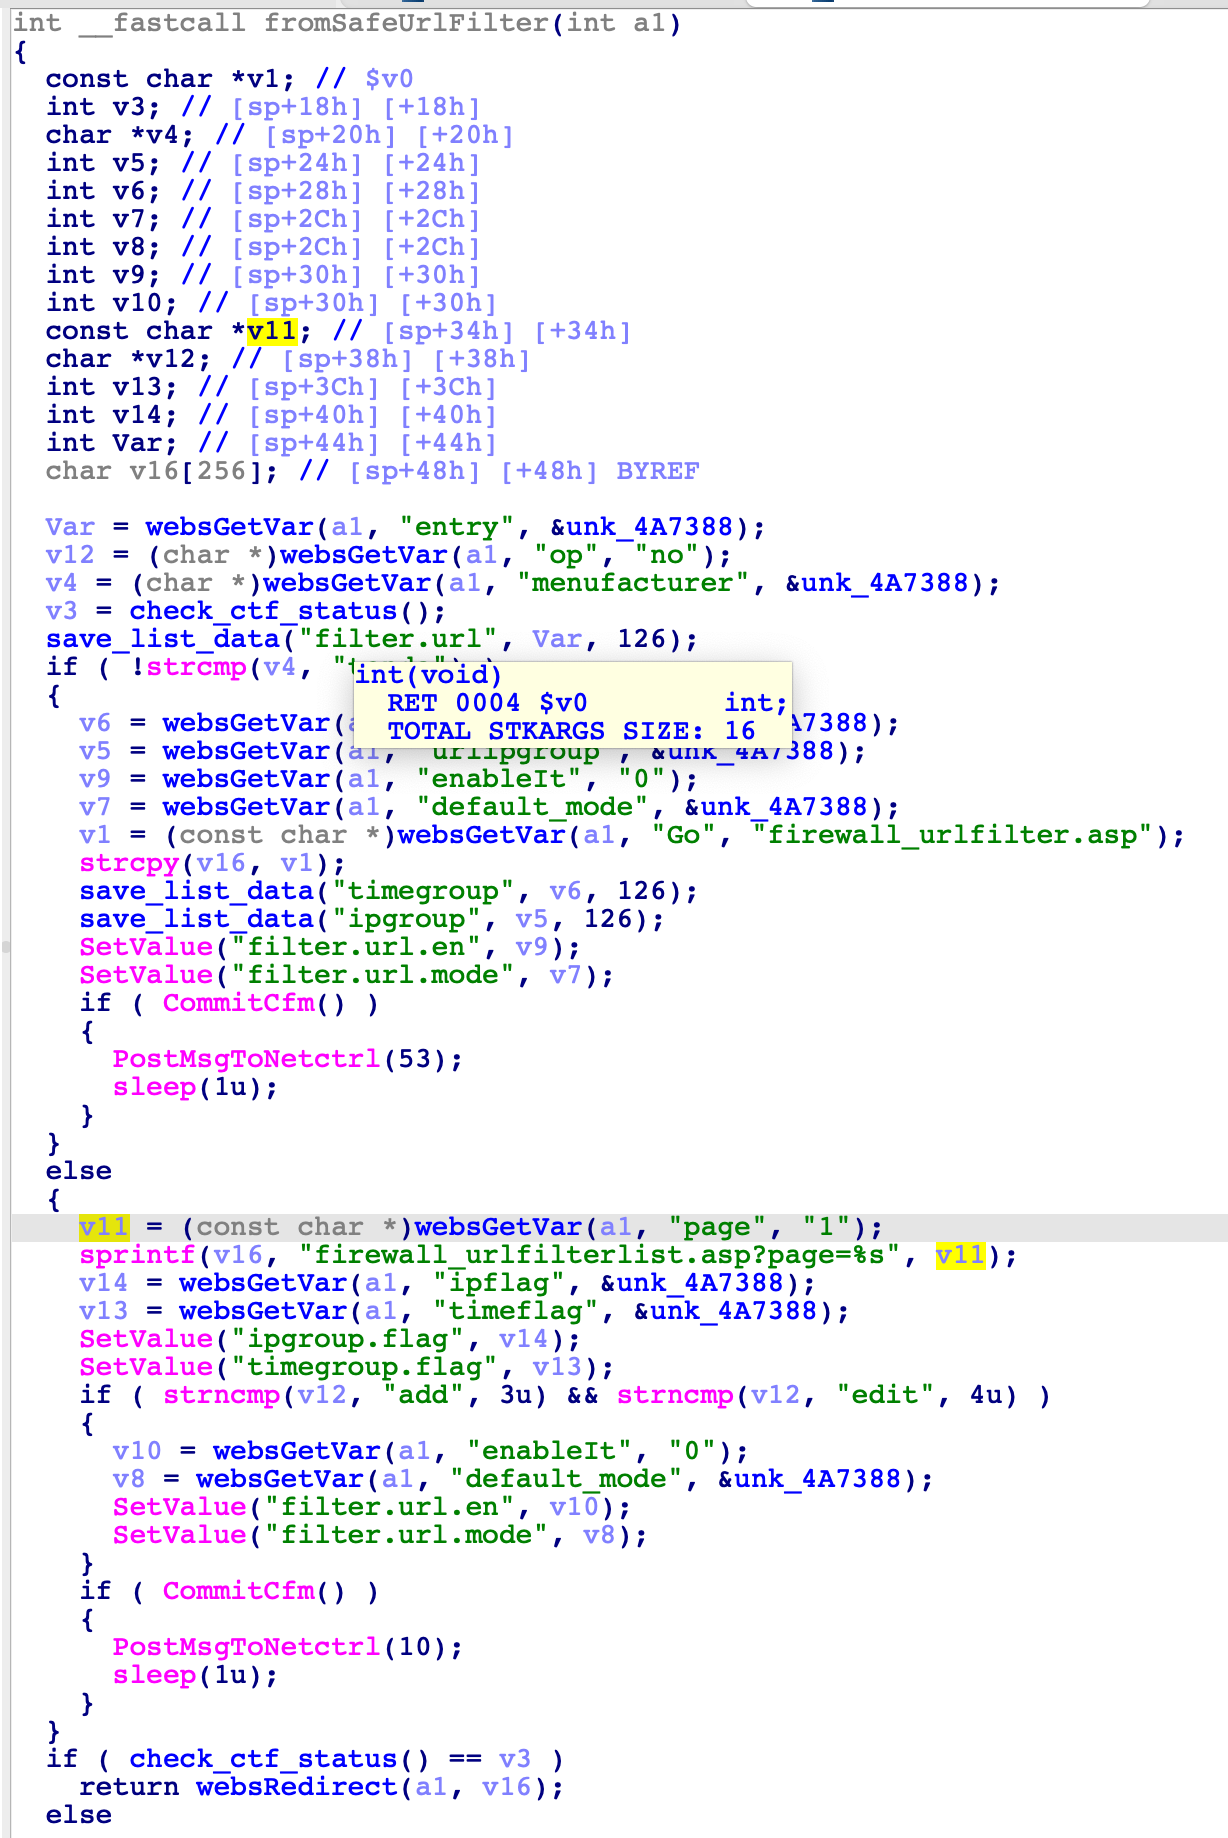 int __fastcall fromSafeUrlFilter(int a1)
{
  const char *v1; // $v0
  int v3; // [sp+18h] [+18h]
  char *v4; // [sp+20h] [+20h]
  int v5; // [sp+24h] [+24h]
  int v6; // [sp+28h] [+28h]
  int v7; // [sp+2Ch] [+2Ch]
  int v8; // [sp+2Ch] [+2Ch]
  int v9; // [sp+30h] [+30h]
  int v10; // [sp+30h] [+30h]
  const char *v11; // [sp+34h] [+34h]
  char *v12; // [sp+38h] [+38h]
  int v13; // [sp+3Ch] [+3Ch]
  int v14; // [sp+40h] [+40h]
  int Var; // [sp+44h] [+44h]
  char v16[256]; // [sp+48h] [+48h] BYREF

  Var = websGetVar(a1, "entry", &unk_4A7388);
  v12 = (char *)websGetVar(a1, "op", "no");
  v4 = (char *)websGetVar(a1, "menufacturer", &unk_4A7388);
  v3 = check_ctf_status();
  save_list_data("filter.url", Var, 126);
  if ( !strcmp(v4, "
int(void)
  RET 0004 $v0        int;
  TOTAL STKARGS SIZE: 16
  {
    v6 = websGetVar( A7388);
    v5 = websGetVar(a1, "urlipgroup", &unk_4A7388);
    v9 = websGetVar(a1, "enableIt", "0");
    v7 = websGetVar(a1, "default_mode", &unk_4A7388);
    v1 = (const char *)websGetVar(a1, "Go", "firewall_urlfilter.asp");
    strcpy(v16, v1);
    save_list_data("timegroup", v6, 126);
    save_list_data("ipgroup", v5, 126);
    SetValue("filter.url.en", v9);
    SetValue("filter.url.mode", v7);
    if ( CommitCfm() )
    {
      PostMsgToNetctrl(53);
      sleep(1u);
    }
  }
  else
  {
    v11 = (const char *)websGetVar(a1, "page", "1");
    sprintf(v16, "firewall_urlfilterlist.asp?page=%s", v11);
    v14 = websGetVar(a1, "ipflag", &unk_4A7388);
    v13 = websGetVar(a1, "timeflag", &unk_4A7388);
    SetValue("ipgroup.flag", v14);
    SetValue("timegroup.flag", v13);
    if ( strncmp(v12, "add", 3u) && strncmp(v12, "edit", 4u) )
    {
      v10 = websGetVar(a1, "enableIt", "0");
      v8 = websGetVar(a1, "default_mode", &unk_4A7388);
      SetValue("filter.url.en", v10);
      SetValue("filter.url.mode", v8);
    }
    if ( CommitCfm() )
    {
      PostMsgToNetctrl(10);
      sleep(1u);
    }
  }
  if ( check_ctf_status() == v3 )
    return websRedirect(a1, v16);
  else